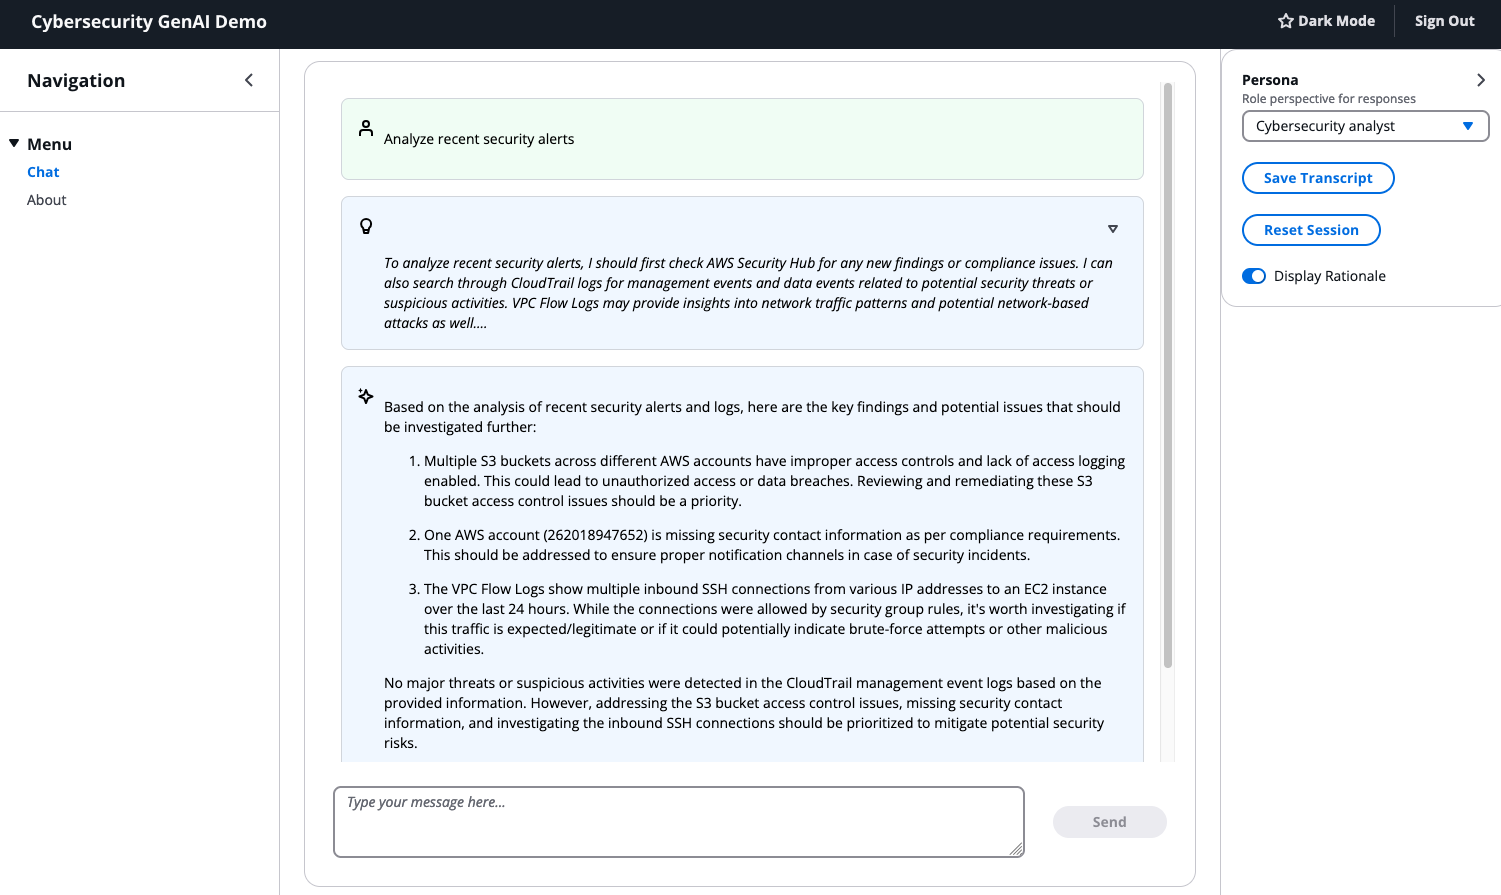 Cybersecurity GenAI Demo
Dark Mode
Sign Out
Navigation
Menu
Chat
About
Analyze recent security alerts
To analyze recent security alerts, I should first check AWS Security Hub for any new findings or compliance issues. I can
also search through CloudTrail logs for management events and data events related to potential security threats or
suspicious activities. VPC Flow Logs may provide insights into network traffic patterns and potential network-based
attacks as well....
Based on the analysis of recent security alerts and logs, here are the key findings and potential issues that should
be investigated further:
1. Multiple S3 buckets across different AWS accounts have improper access controls and lack of access logging
enabled. This could lead to unauthorized access or data breaches. Reviewing and remediating these S3
bucket access control issues should be a priority.
2. One AWS account (262018947652) is missing security contact information as per compliance requirements.
This should be addressed to ensure proper notification channels in case of security incidents.
3. The VPC Flow Logs show multiple inbound SSH connections from various IP addresses to an EC2 instance
over the last 24 hours. While the connections were allowed by security group rules, it's worth investigating if
this traffic is expected/legitimate or if it could potentially indicate brute-force attempts or other malicious
activities.
No major threats or suspicious activities were detected in the CloudTrail management event logs based on the
provided information. However, addressing the S3 bucket access control issues, missing security contact
information, and investigating the inbound SSH connections should be prioritized to mitigate potential security
risks.
Type your message here...
Send
Persona
Role perspective for responses
Cybersecurity analyst
Save Transcript
Reset Session
Display Rationale